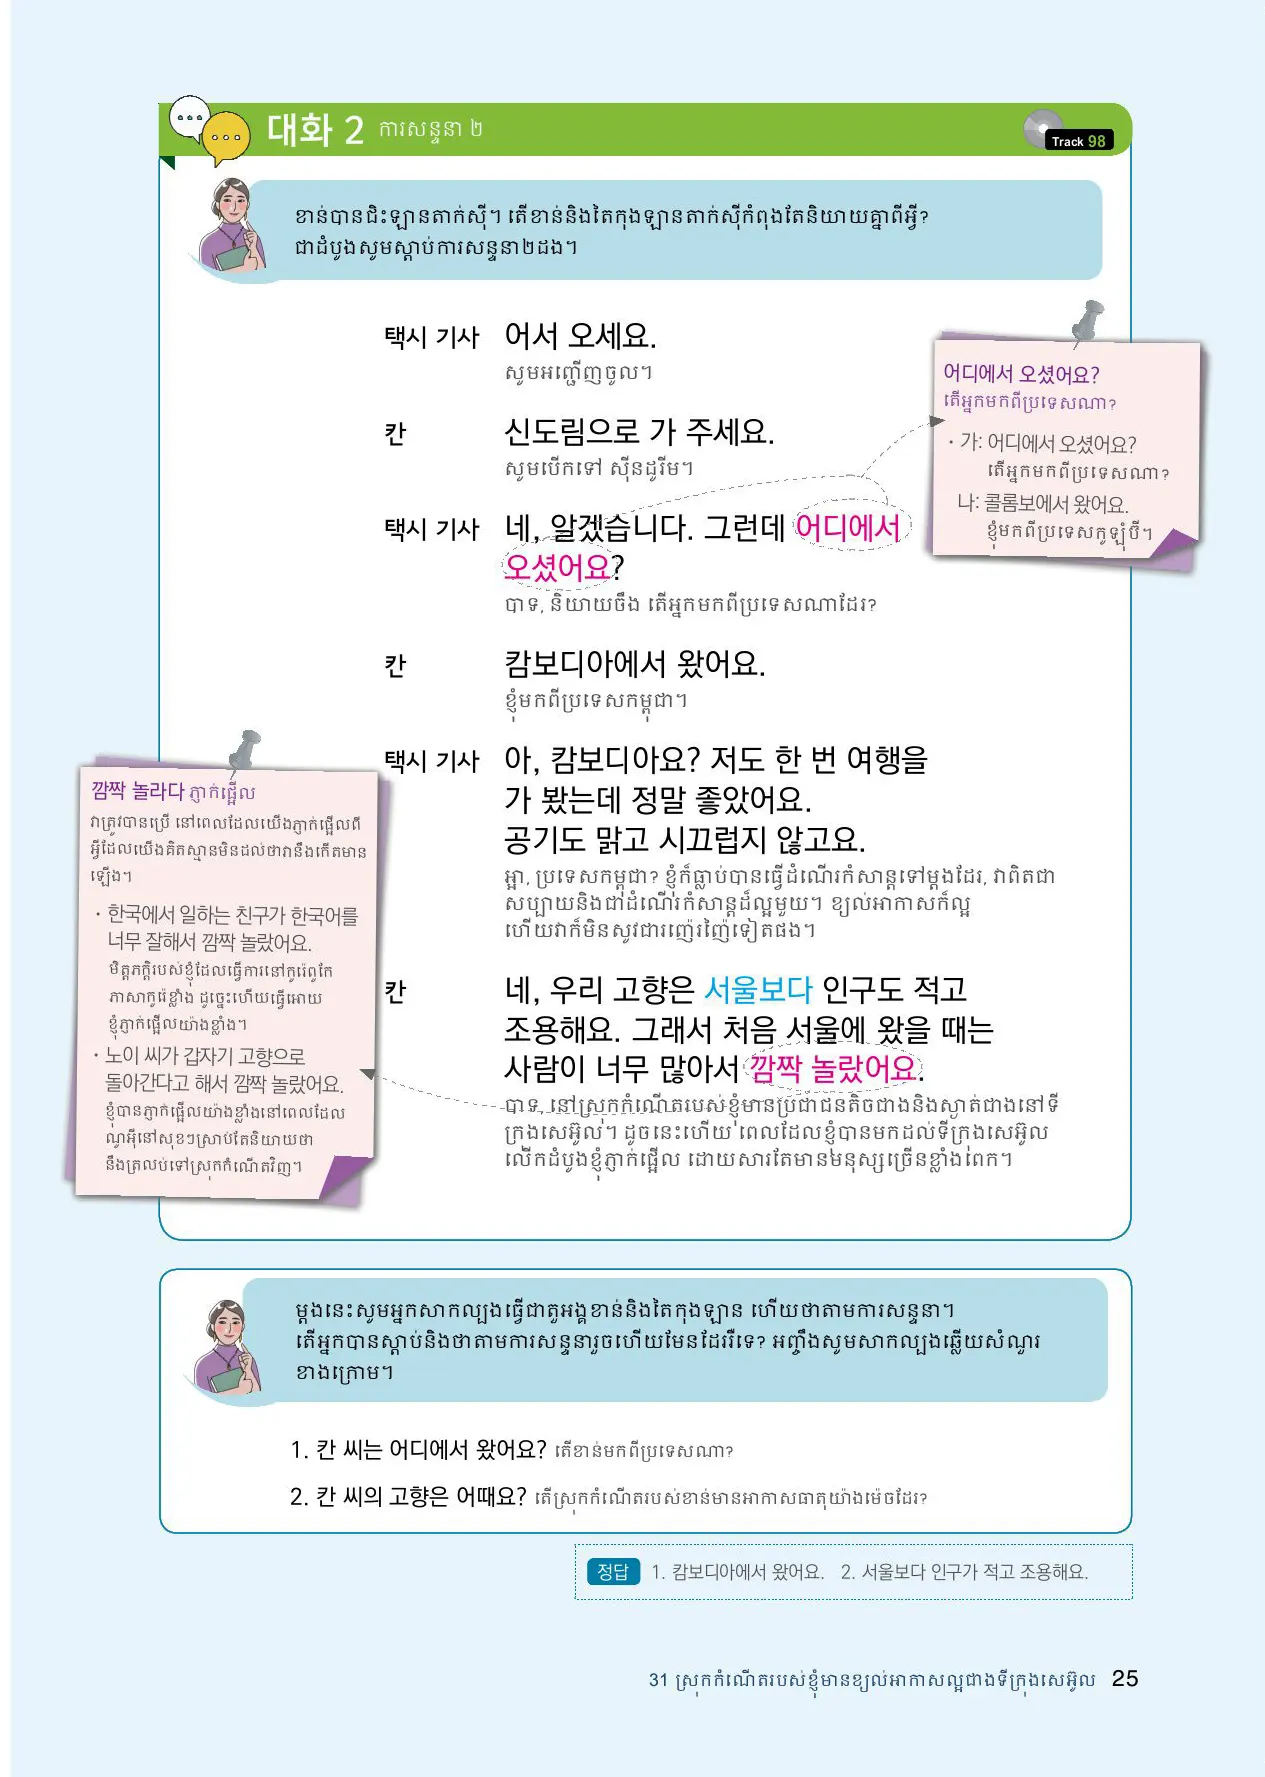 대화 2 ការសន្ទនា ២
Track 98
ខាន់បានជិះឡានតាក់ស៊ី។ តើខាន់និងតៃកុងឡានតាក់ស៊ីកំពុងតែនិយាយគ្នាពីអ្វី?
ជាដំបូងសូមស្តាប់ការសន្ទនា២ដង។
택시 기사 어서 오세요.
សូមអញ្ជើញចូល។
칸 신도림으로 가 주세요.
សូមបើកទៅ ស៊ីនដូរីម។
택시 기사 네, 알겠습니다. 그런데 어디에서
오셨어요?
បាទ, និយាយចឹង តើអ្នកមកពីប្រទេសណាដែរ?
칸 캄보디아에서 왔어요.
ខ្ញុំមកពីប្រទេសកម្ពុជា។
택시 기사 아, 캄보디아요? 저도 한 번 여행을
가 봤는데 정말 좋았어요.
공기도 맑고 시끄럽지 않고요.
អ្ហា, ប្រទេសកម្ពុជា? ខ្ញុំក៏ធ្លាប់បានធ្វើដំណើរកំសាន្តទៅម្តងដែរ, វាពិតជា
សប្បាយនិងជាដំណើរកំសាន្តដ៏ល្អមួយ។ ខ្យល់អាកាសក៏ល្អ
ហើយវាក៏មិនសូវជារញ៉េរញ៉ៃទៀតផង។
칸 네, 우리 고향은 서울보다 인구도 적고
조용해요. 그래서 처음 서울에 왔을 때는
사람이 너무 많아서 깜짝 놀랐어요.
បាទ, នៅស្រុកកំណើតរបស់ខ្ញុំមានប្រជាជនតិចជាងនិងស្ងាត់ជាងនៅទី
ក្រុងសេអ៊ូល។ ដូចនេះហើយ ពេលដែលខ្ញុំបានមកដល់ទីក្រុងសេអ៊ូល
លើកដំបូងខ្ញុំភ្ញាក់ផ្អើល ដោយសារតែមានមនុស្សច្រើនខ្លាំងពេក។
어디에서 오셨어요?
តើអ្នកមកពីប្រទេសណា?
· 가: 어디에서 오셨어요?
តើអ្នកមកពីប្រទេសណា?
나: 콜롬보에서 왔어요.
ខ្ញុំមកពីប្រទេសកូឡុំប៊ី។
깜짝 놀라다 ភ្ញាក់ផ្អើល
វាត្រូវបានប្រើ នៅពេលដែលយើងភ្ញាក់ផ្អើលពី
អ្វីដែលយើងគិតស្មានមិនដល់ថាវានឹងកើតមាន
ឡើង។
· 한국에서 일하는 친구가 한국어를
너무 잘해서 깜짝 놀랐어요.
មិត្តភក្តិរបស់ខ្ញុំដែលធ្វើការនៅកូរ៉េពូកែ
ភាសាកូរ៉េខ្លាំង ដូច្នេះហើយធ្វើអោយ
ខ្ញុំភ្ញាក់ផ្អើលយ៉ាងខ្លាំង។
· 노이 씨가 갑자기 고향으로
돌아간다고 해서 깜짝 놀랐어요.
ខ្ញុំបានភ្ញាក់ផ្អើលយ៉ាងខ្លាំងនៅពេលដែល
ណូអ៊ីនៅសុខៗស្រាប់តែនិយាយថា
នឹងត្រលប់ទៅស្រុកកំណើតវិញ។
ម្តងនេះសូមអ្នកសាកល្បងធ្វើជាតួអង្គខាន់និងតៃកុងឡាន ហើយថាតាមការសន្ទនា។
តើអ្នកបានស្តាប់និងថាតាមការសន្ទនារួចហើយមែនដែររឺទេ? អញ្ចឹងសូមសាកល្បងឆ្លើយសំណួរ
ខាងក្រោម។
1. 칸 씨는 어디에서 왔어요? តើខាន់មកពីប្រទេសណា?
2. 칸 씨의 고향은 어때요? តើស្រុកកំណើតរបស់ខាន់មានអាកាសធាតុយ៉ាងម៉េចដែរ?
정답 1. 캄보디아에서 왔어요. 2. 서울보다 인구가 적고 조용해요.
31 ស្រុកកំណើតរបស់ខ្ញុំមានខ្យល់អាកាសល្អជាងទីក្រុងសេអ៊ូល 25